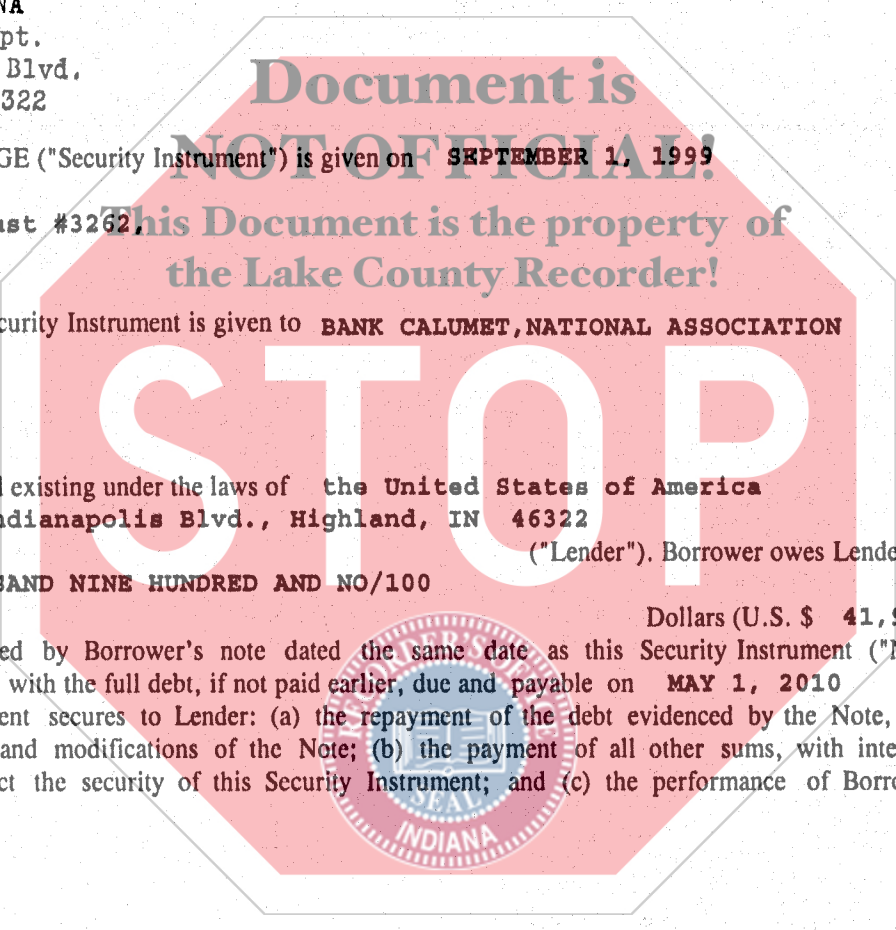 NA
pt.
Blvd.
322
Document is
NOT OFFICIAL!
This Document is the property of
the Lake County Recorder!
GE ("Security Instrument") is given on SEPTEMBER 1, 1999
ust #3262,
curity Instrument is given to BANK CALUMET,NATIONAL ASSOCIATION
STOP
d existing under the laws of the United States of America
ndianapolis Blvd., Highland, IN 46322
("Lender"). Borrower owes Lende
SAND NINE HUNDRED AND NO/100
Dollars (U.S. $ 41,9
ed by Borrower's note dated the same date as this Security Instrument ("N
with the full debt, if not paid earlier, due and payable on MAY 1, 2010
ent secures to Lender: (a) the repayment of the debt evidenced by the Note,
and modifications of the Note; (b) the payment of all other sums, with inte
ct the security of this Security Instrument; and (c) the performance of Borro
RECORDER'S OFFICE
SEAL
INDIANA